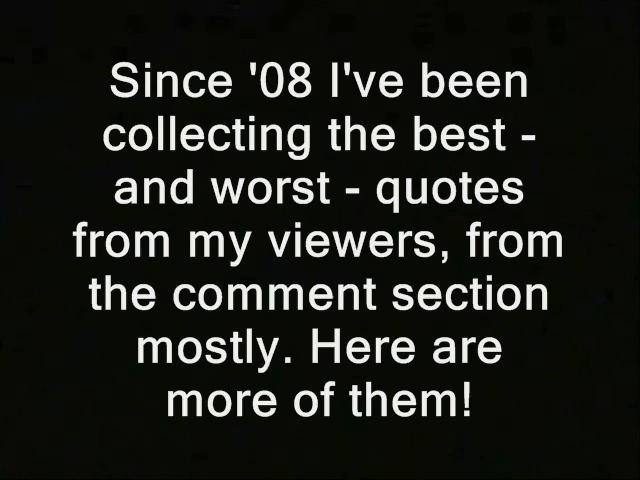 Since '08 I've been
collecting the best -
and worst - quotes
from my viewers, from
the comment section
mostly. Here are
more of them!